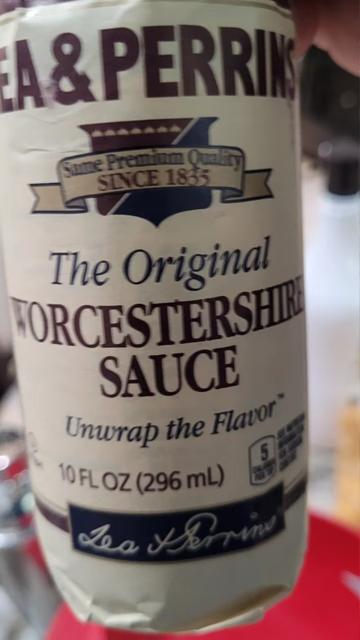 EA & PERRINS
Same Premium Quality
SINCE 1835
The Original
WORCESTERSHIRE
SAUCE
Unwrap the Flavor™
10 FL OZ (296 mL)
5
CALORIES
Lea & Perrins